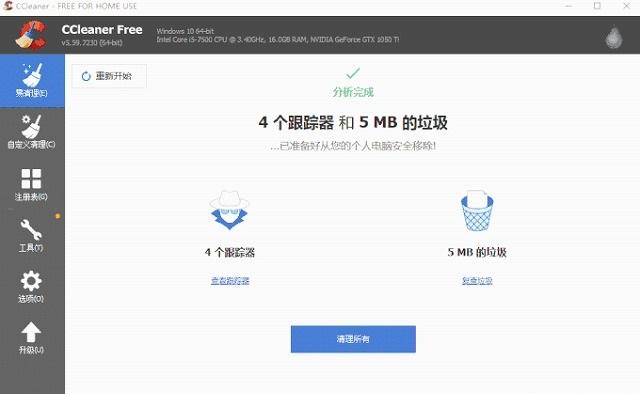 CCleaner - FREE FOR HOME USE
CCleaner Free
v5.59.7230 (64-bit)
Windows 10 64-bit
Intel Core i5-7500 CPU @ 3.40GHz, 16.0GB RAM, NVIDIA GeForce GTX 1050 Ti
易清理(E)
自定义清理(C)
注册表(G)
工具(T)
选项(O)
升级(U)
重新开始
分析完成
4 个跟踪器 和 5 MB 的垃圾
...已准备好从您的个人电脑安全移除!
4 个跟踪器
5 MB 的垃圾
查看跟踪器
复查垃圾
清理所有